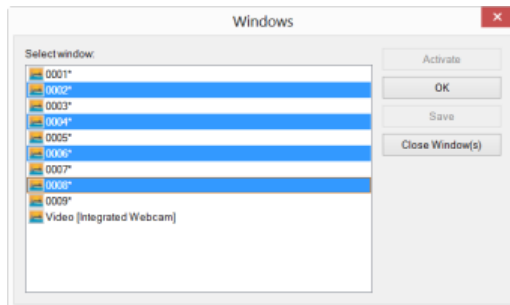 Windows
Select window:
Activate
0001*
0002*
OK
0003*
0004*
Save
0005*
0006*
Close Window(s)
0007*
0008*
0009*
Video [Integrated Webcam]